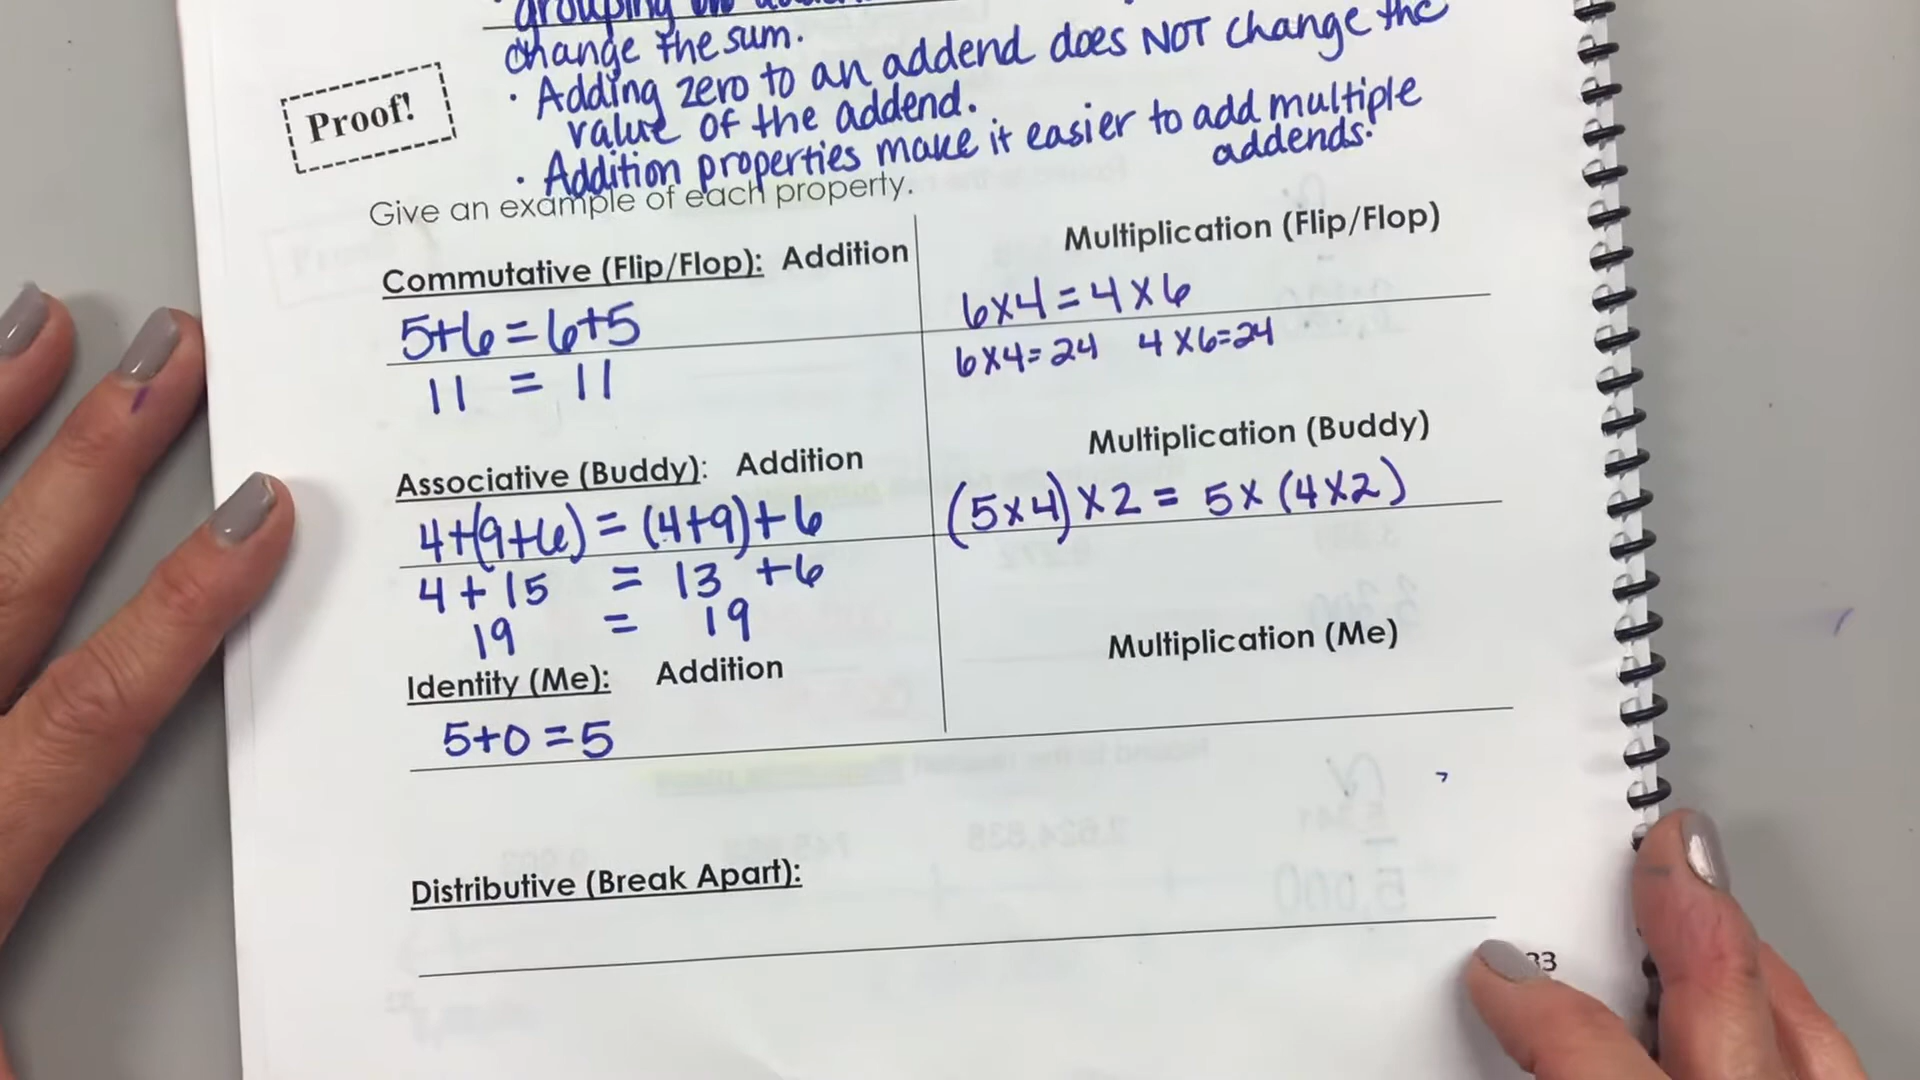 grouping
change the sum.
Proof!
· Adding zero to an addend does NOT change the
value of the addend.
· Addition properties make it easier to add multiple
addends.
Give an example of each property.
Commutative (Flip/Flop): Addition
5+6=6+5
11 = 11
Multiplication (Flip/Flop)
6x4=4x6
6x4=24 4x6=24
Associative (Buddy): Addition
4+(9+6)=(4+9)+6
4+15 = 13 +6
19 = 19
Multiplication (Buddy)
(5x4)x2 = 5x(4x2)
Identity (Me): Addition
5+0=5
Multiplication (Me)
Distributive (Break Apart):
33